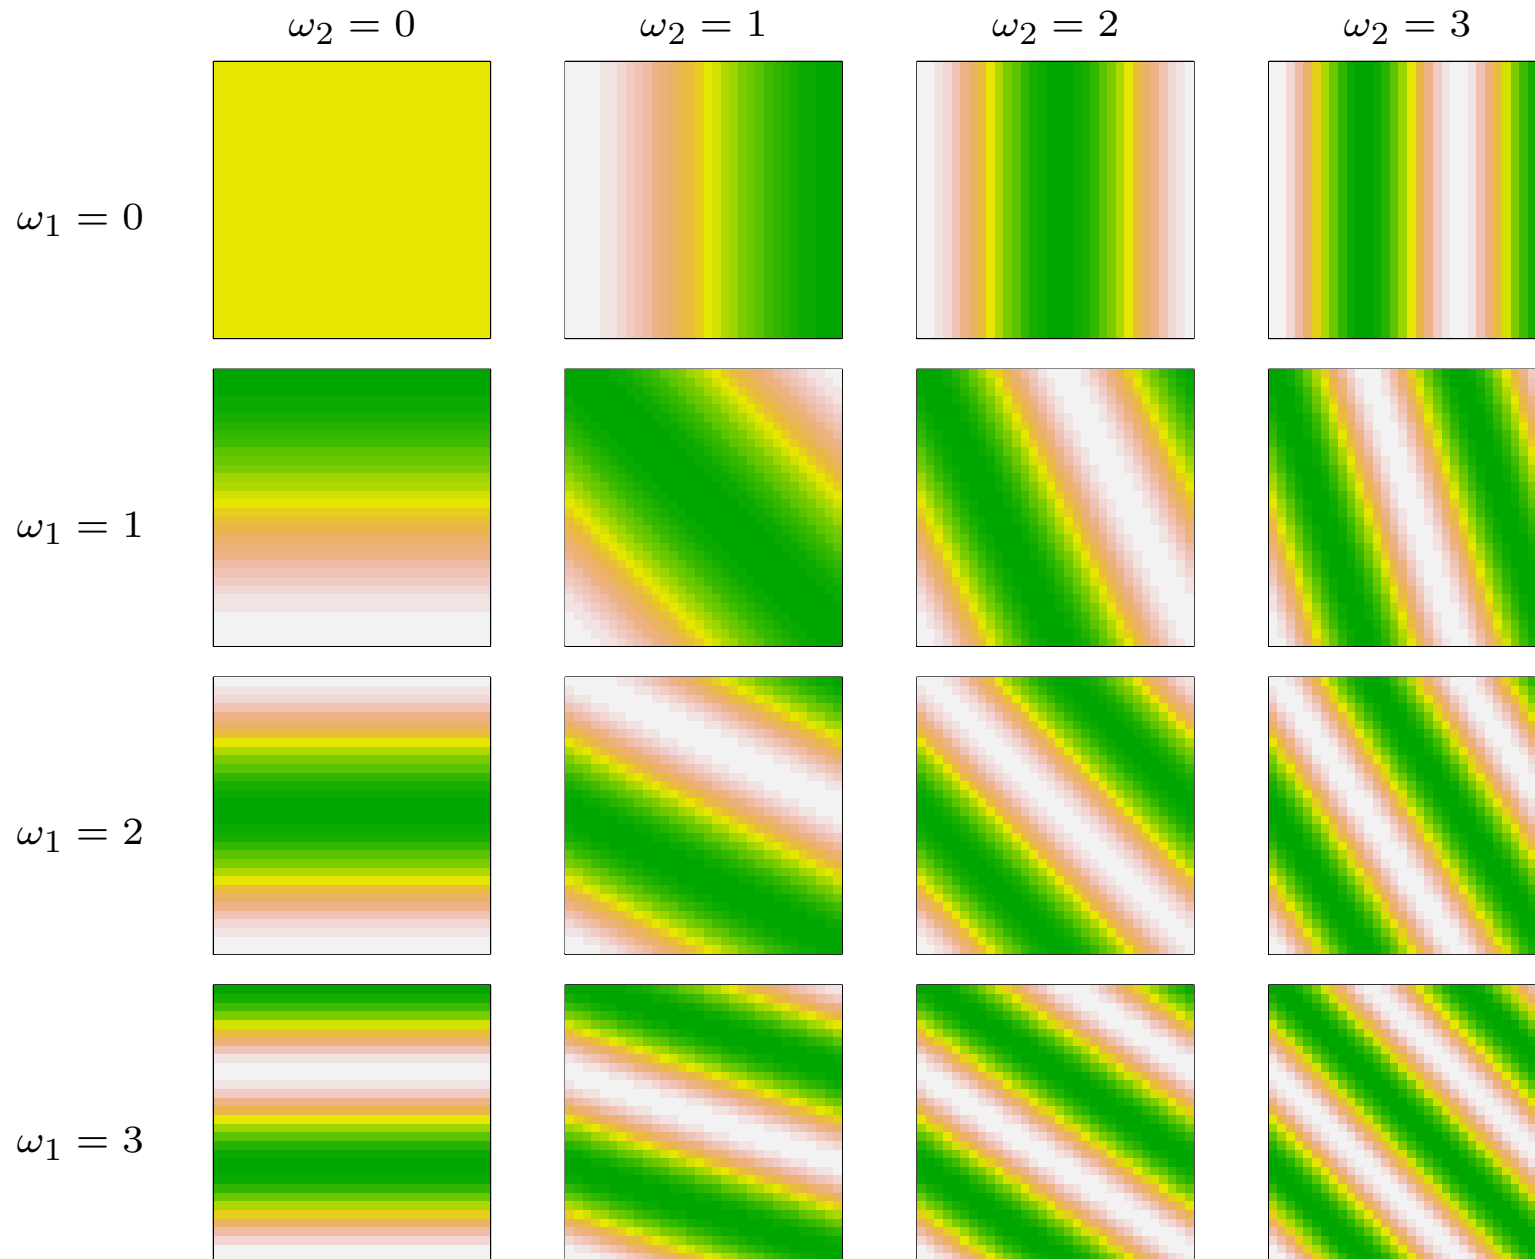 ω₂ = 0 ω₂ = 1 ω₂ = 2 ω₂ = 3
ω₁ = 0
ω₁ = 1
ω₁ = 2
ω₁ = 3